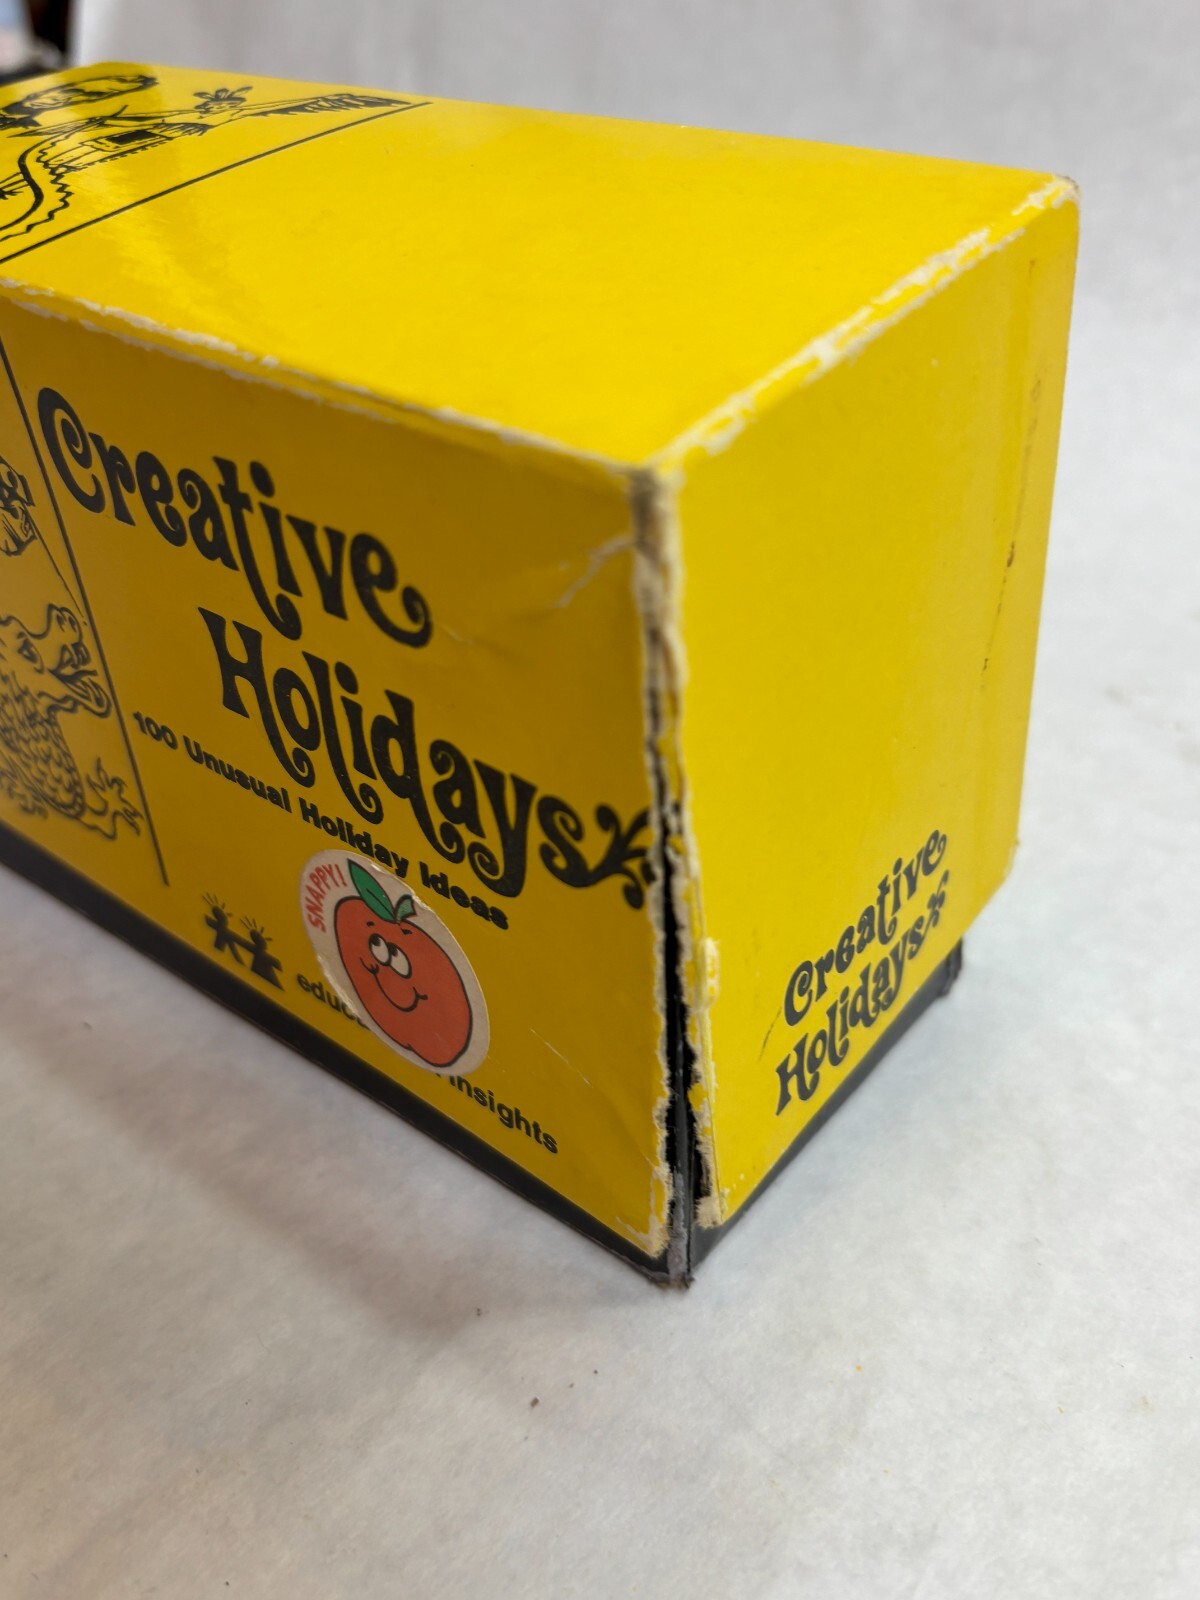 Creative
Holidays
100 Unusual Holiday Ideas
SNAPPY!
educ
insights
Creative
Holidays